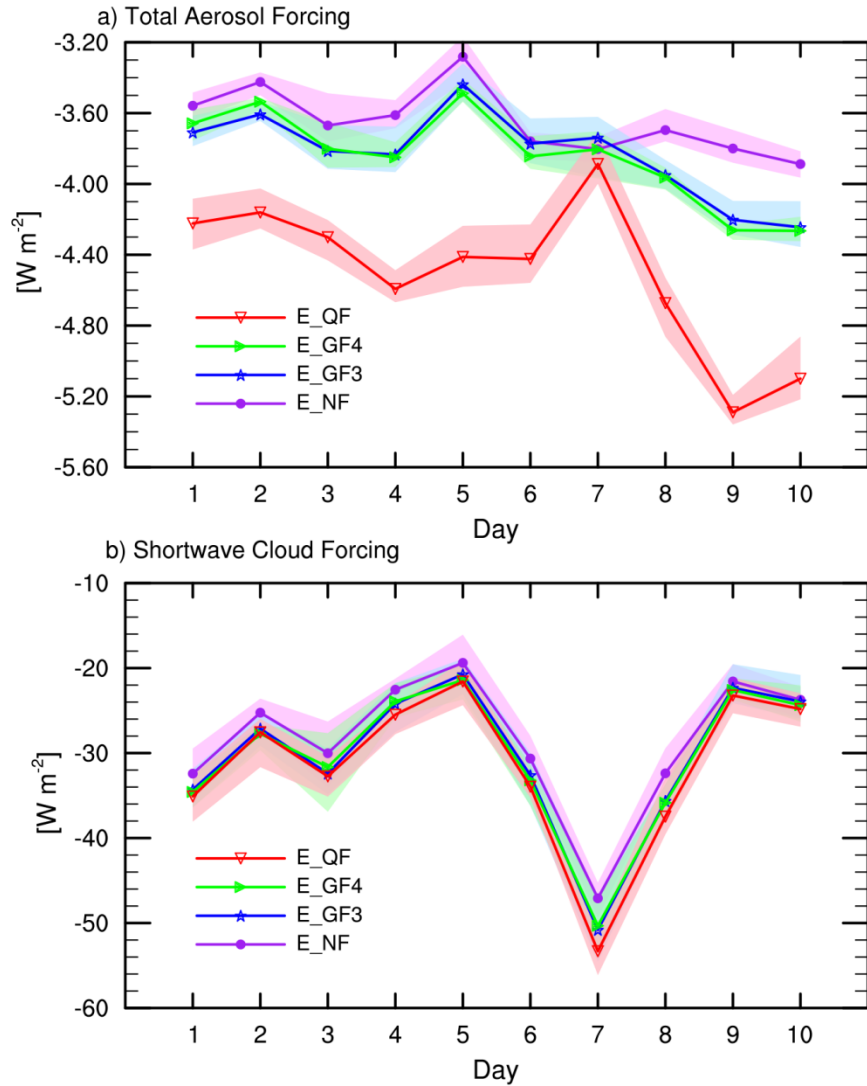 a) Total Aerosol Forcing
-3.20
-3.60
-4.00
-4.40
-4.80
-5.20
-5.60
[W m⁻²]
E_QF
E_GF4
E_GF3
E_NF
1 2 3 4 5 6 7 8 9 10
Day
b) Shortwave Cloud Forcing
-10
-20
-30
-40
-50
-60
[W m⁻²]
E_QF
E_GF4
E_GF3
E_NF
1 2 3 4 5 6 7 8 9 10
Day